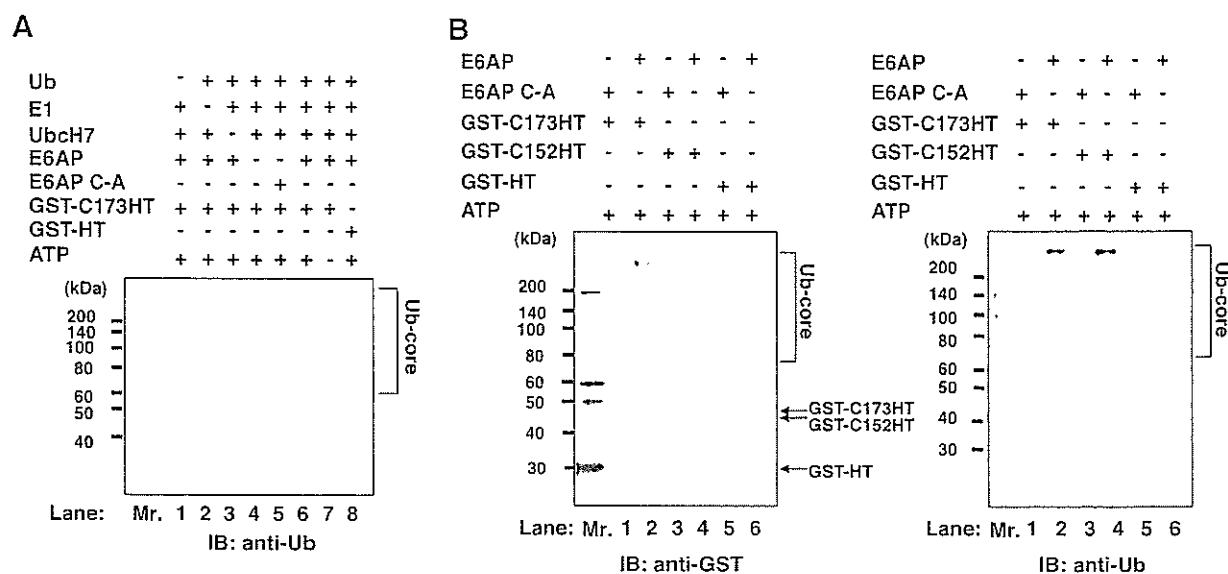 A
Ub - + + + + + + +
E1 + - + + + + + +
UbcH7 + + - + + + + +
E6AP + + + - - + + +
E6AP C-A - - - - + - - -
GST-C173HT + + + + + + + -
GST-HT - - - - - - - +
ATP + + + + + + - +
(kDa)
200
140
100
80
60
50
40
Ub-core
Lane: Mr. 1 2 3 4 5 6 7 8
IB: anti-Ub
B
E6AP - + - + - +
E6AP C-A + - + - + -
GST-C173HT + + - - - -
GST-C152HT - - + + - -
GST-HT - - - - + +
ATP + + + + + +
(kDa)
200
140
100
80
60
50
40
30
Ub-core
GST-C173HT
GST-C152HT
GST-HT
Lane: Mr. 1 2 3 4 5 6
IB: anti-GST
E6AP - + - + - +
E6AP C-A + - + - + -
GST-C173HT + + - - - -
GST-C152HT - - + + - -
GST-HT - - - - + +
ATP + + + + + +
(kDa)
200
140
100
80
60
50
40
30
Ub-core
Lane: Mr. 1 2 3 4 5 6
IB: anti-Ub